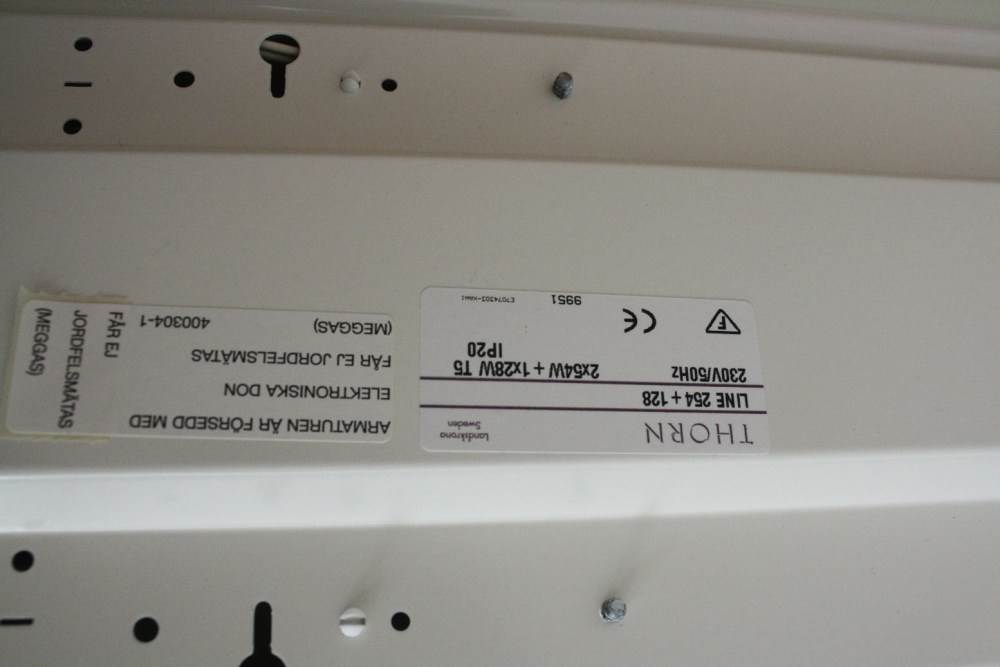 THORN
Landskrona
Sweden
LINE 254 + 128
230V/50Hz
2x54W + 1x28W T5
IP20
F
CE
9951
ARMATUREN ÄR FÖRSEDD MED
ELEKTRONISKA DON
FÅR EJ JORDFELSMÄTAS
(MEGGAS)
400304-1
FÅR EJ
JORDFELSMÄTAS
(MEGGAS)